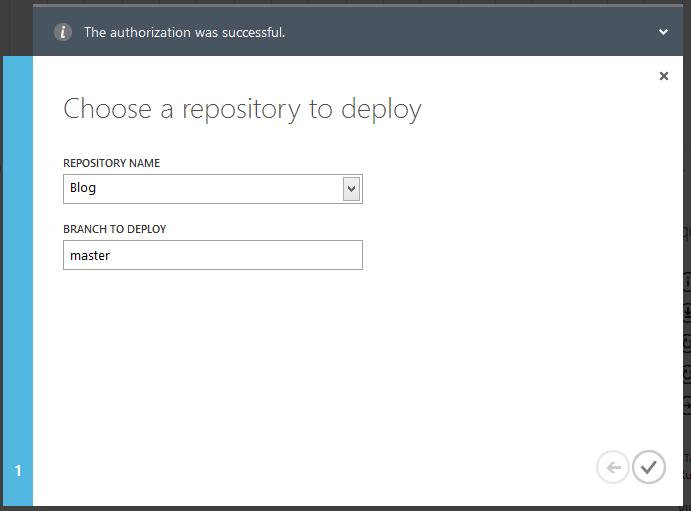 The authorization was successful.
Choose a repository to deploy
REPOSITORY NAME
Blog
BRANCH TO DEPLOY
master
1